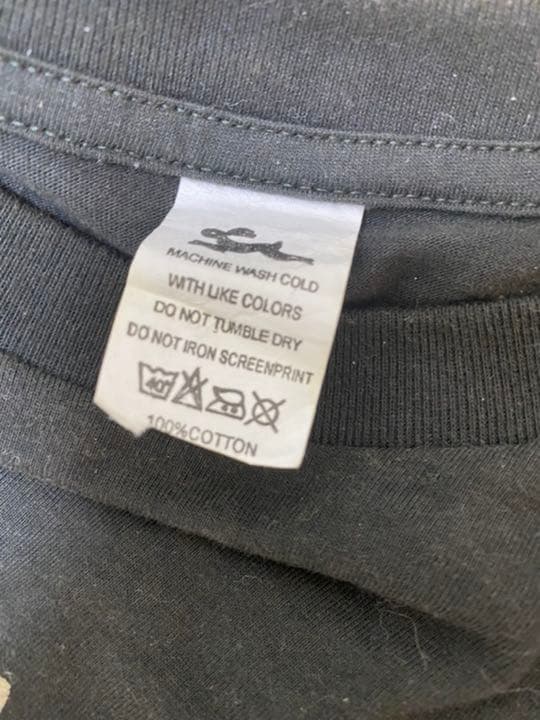 MACHINE WASH COLD
WITH LIKE COLORS
DO NOT TUMBLE DRY
DO NOT IRON SCREENPRINT
40°
100%COTTON